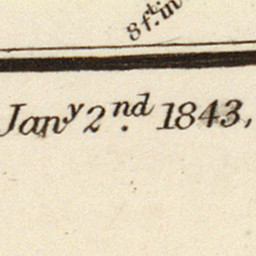 8ft. in
Jany 2nd. 1843,